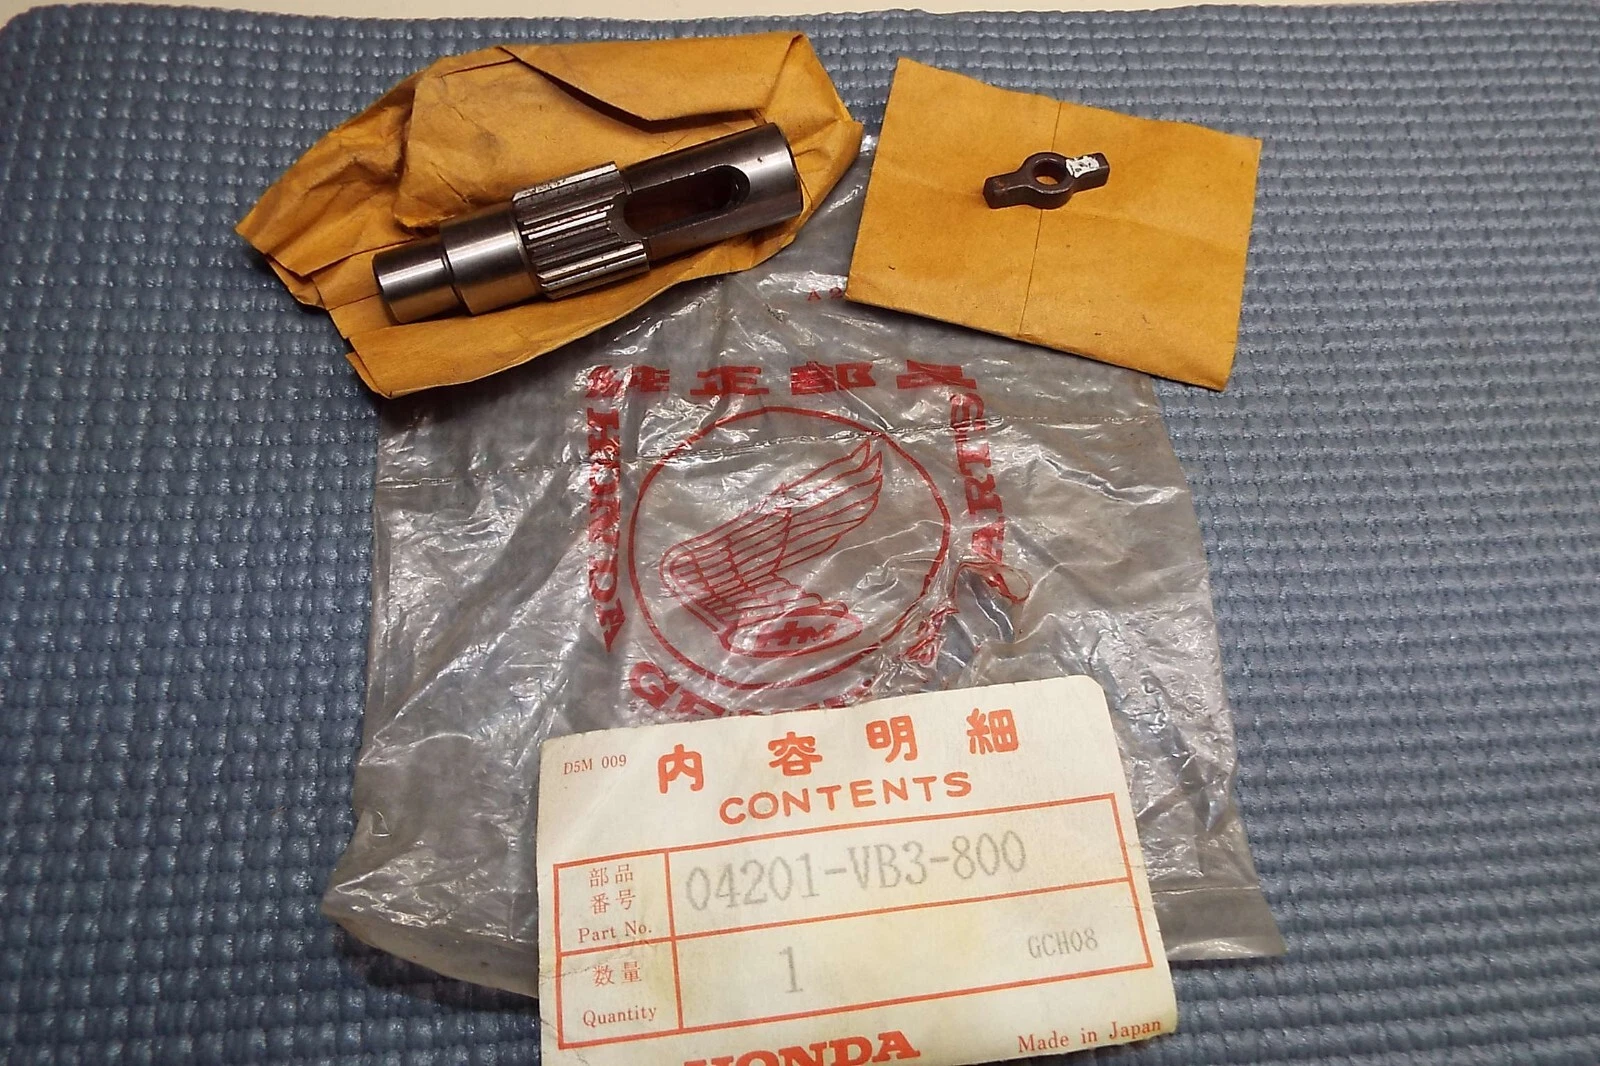 純正部品
HONDA
PARTS
HM
D5M 009
内容明細
CONTENTS
部品
番号
Part No.
04201-VB3-800
数量
Quantity
1
GCH08
HONDA
Made in Japan